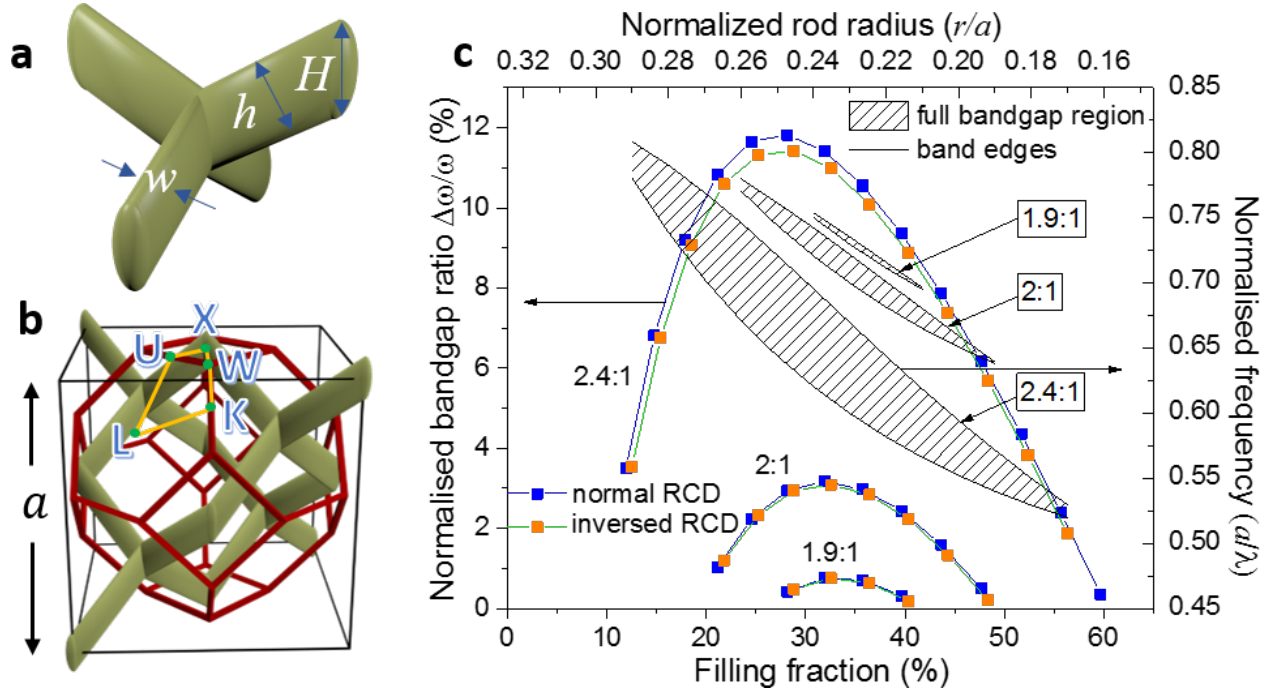 a
H
h
w
b
X
U
W
K
L
a
c
Normalized rod radius (r/a)
0.32 0.30 0.28 0.26 0.24 0.22 0.20 0.18 0.16
Normalised bandgap ratio Δω/ω (%)
12
10
8
6
4
2
0
full bandgap region
band edges
1.9:1
2:1
2.4:1
2.4:1
2:1
1.9:1
normal RCD
inversed RCD
0.85
0.80
0.75
0.70
0.65
0.60
0.55
0.50
0.45
Normalised frequency (a/λ)
0 10 20 30 40 50 60
Filling fraction (%)